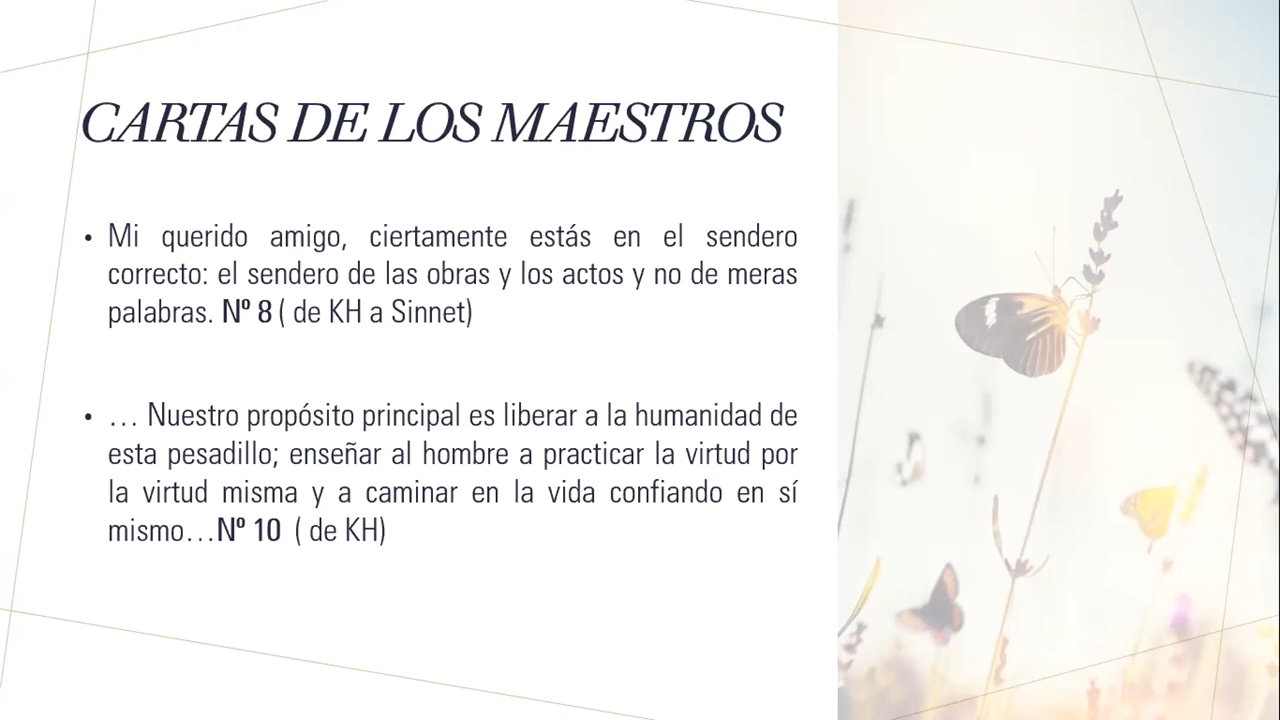 CARTAS DE LOS MAESTROS
• Mi querido amigo, ciertamente estás en el sendero
correcto: el sendero de las obras y los actos y no de meras
palabras. Nº 8 ( de KH a Sinnet)
• … Nuestro propósito principal es liberar a la humanidad de
esta pesadillo; enseñar al hombre a practicar la virtud por
la virtud misma y a caminar en la vida confiando en sí
mismo…Nº 10 ( de KH)